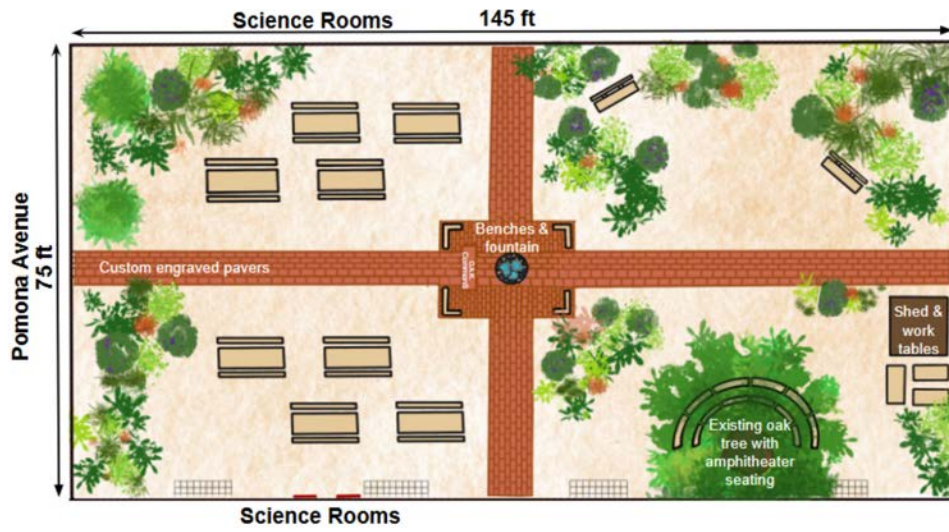 Science Rooms
145 ft
Pomona Avenue
75 ft
Benches &
fountain
Custom engraved pavers
Shed &
work
tables
Existing oak
tree with
amphitheater
seating
Science Rooms